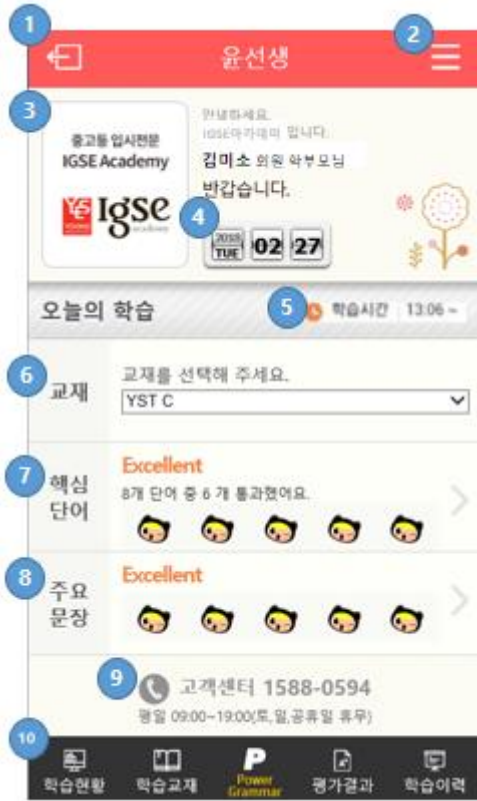 1
2
윤선생
3
중고등 입시전문
IGSE Academy
YES
YOONS
Igse
academy
안녕하세요.
IGSE아카데미 입니다.
김미소 회원 학부모님
반갑습니다.
4
2018
TUE 02 27
오늘의 학습
5
학습시간 13:06 ~
6
교재
교재를 선택해 주세요.
YST C
7
핵심
단어
Excellent
8개 단어 중 6 개 통과했어요.
8
주요
문장
Excellent
9
고객센터 1588-0594
평일 09:00~19:00(토,일,공휴일 휴무)
10
학습현황
학습교재
P
Power
Grammar
평가결과
학습이력